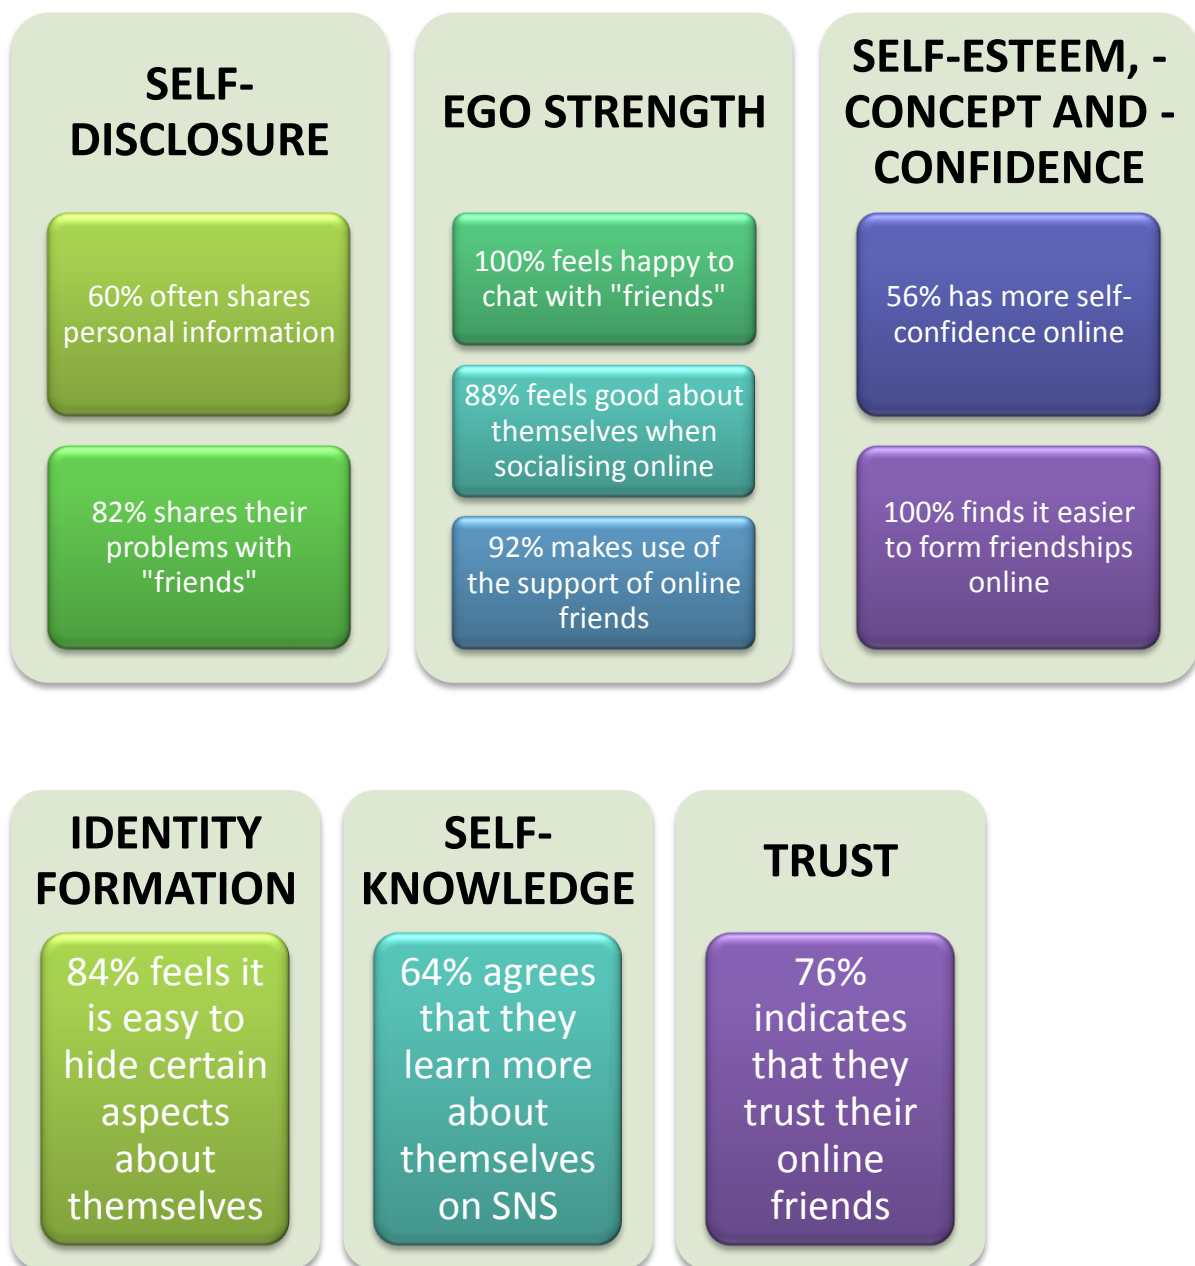 SELF-
DISCLOSURE
60% often shares
personal information
82% shares their
problems with
"friends"
EGO STRENGTH
100% feels happy to
chat with "friends"
88% feels good about
themselves when
socialising online
92% makes use of
the support of online
friends
SELF-ESTEEM, -
CONCEPT AND -
CONFIDENCE
56% has more self-
confidence online
100% finds it easier
to form friendships
online
IDENTITY
FORMATION
84% feels it
is easy to
hide certain
aspects
about
themselves
SELF-
KNOWLEDGE
64% agrees
that they
learn more
about
themselves
on SNS
TRUST
76%
indicates
that they
trust their
online
friends